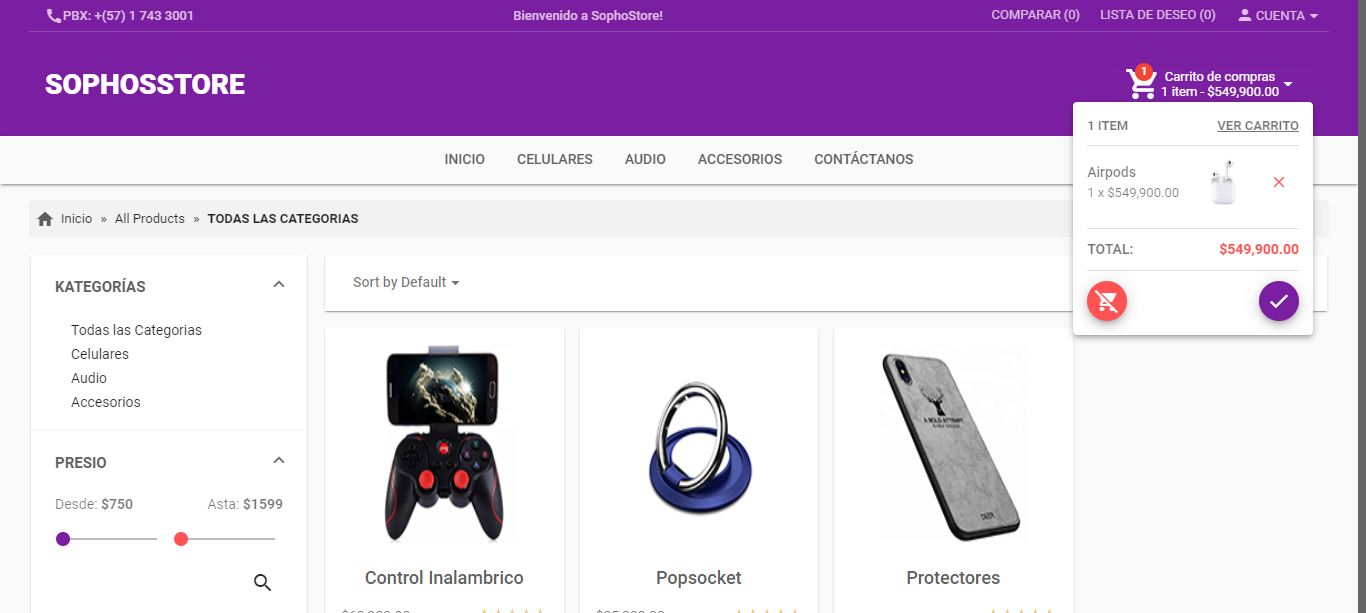 PBX: +(57) 1 743 3001
Bienvenido a SophoStore!
COMPARAR (0)
LISTA DE DESEO (0)
CUENTA
SOPHOSSTORE
1
Carrito de compras
1 item - $549,900.00
1 ITEM
VER CARRITO
Airpods
1 x $549,900.00
TOTAL:
$549,900.00
INICIO
CELULARES
AUDIO
ACCESORIOS
CONTÁCTANOS
Inicio » All Products » TODAS LAS CATEGORIAS
KATEGORÍAS
Todas las Categorias
Celulares
Audio
Accesorios
PRESIO
Desde: $750
Asta: $1599
Sort by Default
Control Inalambrico
Popsocket
A BOLD ATTEMPT
Protectores